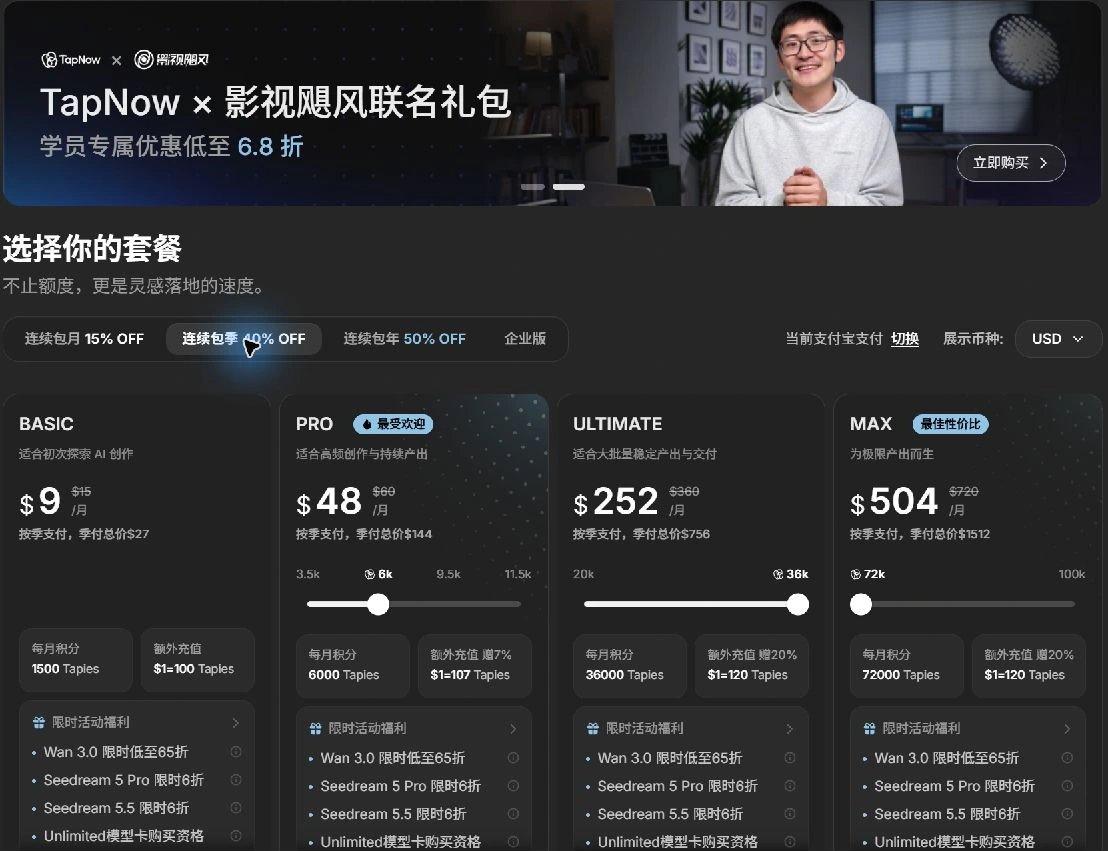 TapNow × 影视飓风
TapNow × 影视飓风联名礼包
学员专属优惠低至 6.8 折
立即购买
选择你的套餐
不止额度，更是灵感落地的速度。
连续包月 15% OFF 连续包季 40% OFF 连续包年 50% OFF 企业版 当前支付宝支付 切换 展示币种: USD
BASIC
适合初次探索 AI 创作
$9 $15 /月
按季支付，季付总价$27
每月积分
1500 Tapies
额外充值
$1=100 Tapies
限时活动福利
Wan 3.0 限时低至65折
Seedream 5 Pro 限时6折
Seedream 5.5 限时6折
Unlimited模型卡购买资格
PRO 最受欢迎
适合高频创作与持续产出
$48 $60 /月
按季支付，季付总价$144
3.5k 6k 9.5k 11.5k
每月积分
6000 Tapies
额外充值 赠7%
$1=107 Tapies
限时活动福利
Wan 3.0 限时低至65折
Seedream 5 Pro 限时6折
Seedream 5.5 限时6折
Unlimited模型卡购买资格
ULTIMATE
适合大批量稳定产出与交付
$252 $360 /月
按季支付，季付总价$756
20k 36k
每月积分
36000 Tapies
额外充值 赠20%
$1=120 Tapies
限时活动福利
Wan 3.0 限时低至65折
Seedream 5 Pro 限时6折
Seedream 5.5 限时6折
Unlimited模型卡购买资格
MAX 最佳性价比
为极限产出而生
$504 $720 /月
按季支付，季付总价$1512
72k 100k
每月积分
72000 Tapies
额外充值 赠20%
$1=120 Tapies
限时活动福利
Wan 3.0 限时低至65折
Seedream 5 Pro 限时6折
Seedream 5.5 限时6折
Unlimited模型卡购买资格